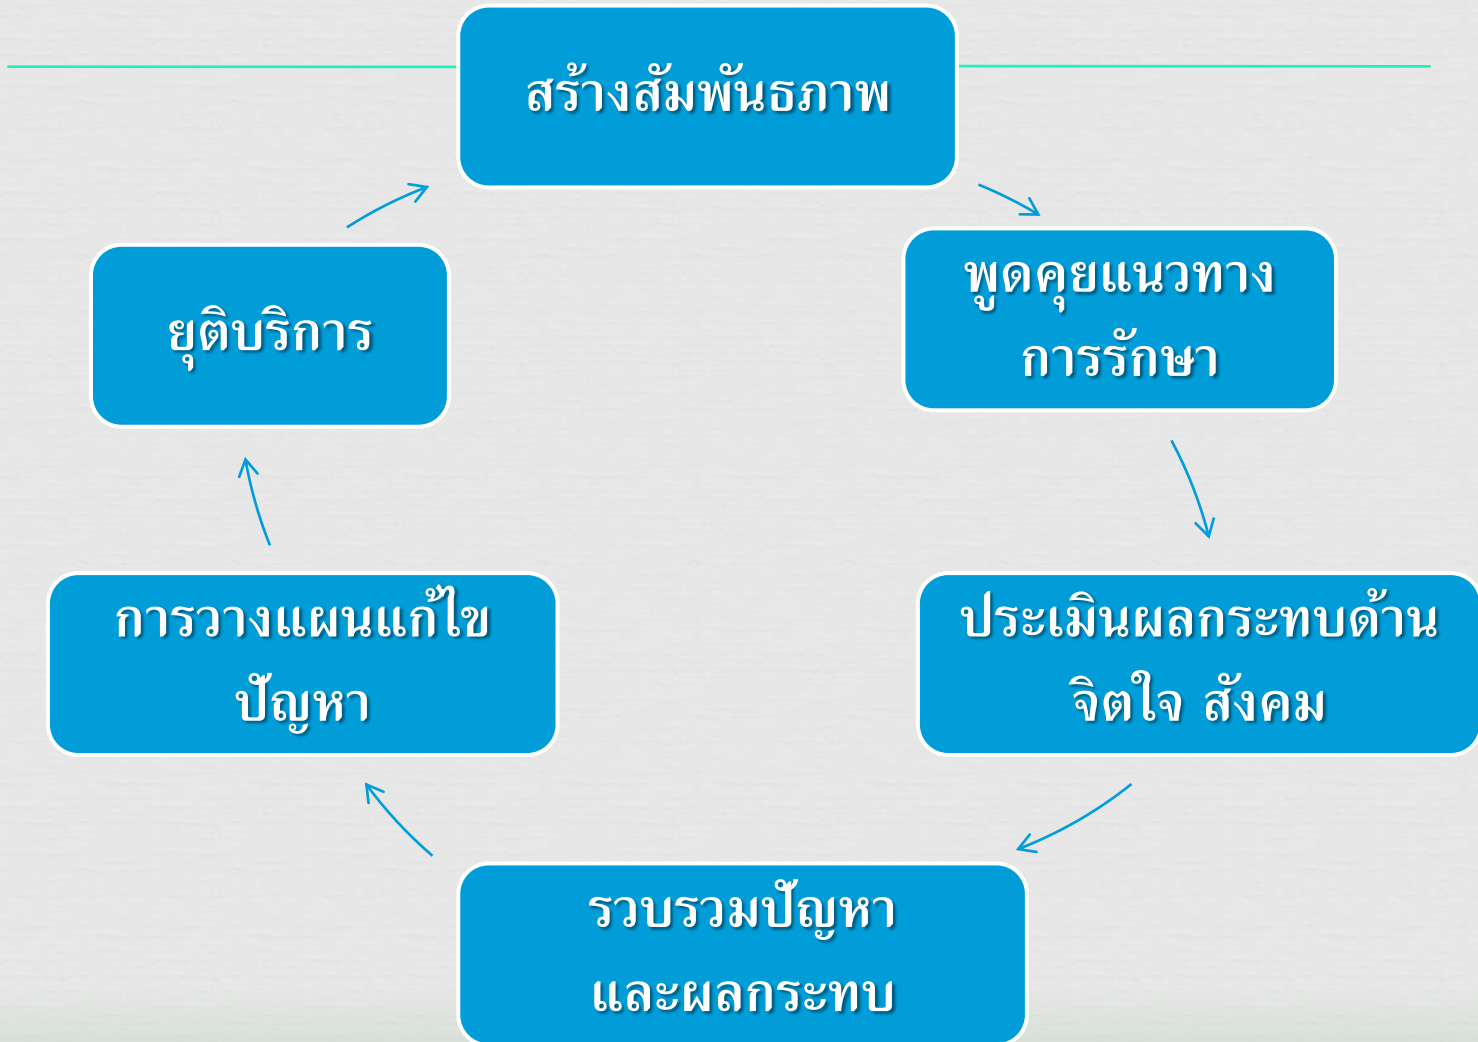 สร้างสัมพันธภาพ
พูดคุยแนวทาง
การรักษา
ประเมินผลกระทบด้าน
จิตใจ สังคม
รวบรวมปัญหา
และผลกระทบ
การวางแผนแก้ไข
ปัญหา
ยุติบริการ